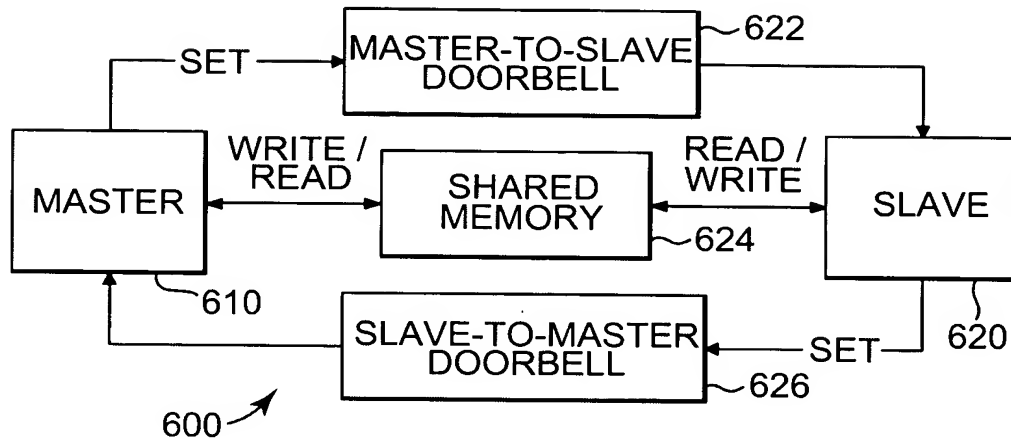 622
SET
MASTER-TO-SLAVE
DOORBELL
WRITE /
READ
READ /
WRITE
MASTER
SHARED
MEMORY
SLAVE
624
610
620
SLAVE-TO-MASTER
DOORBELL
SET
626
600